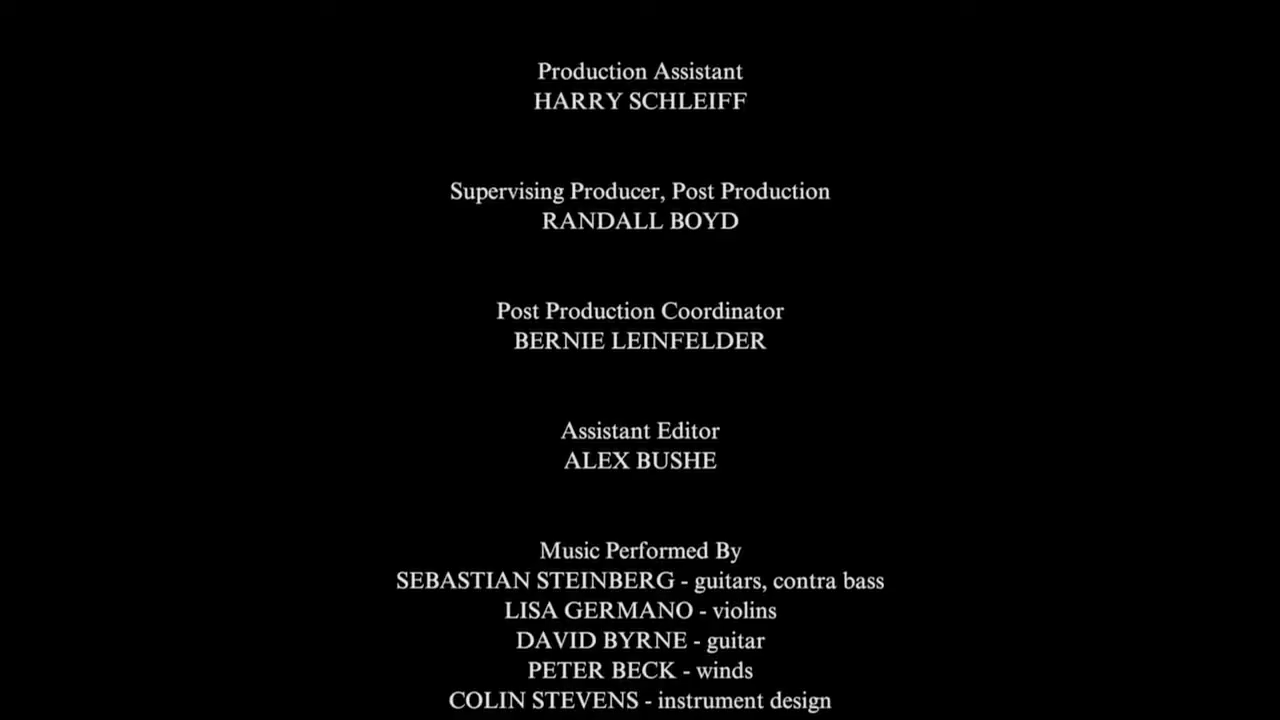 Production Assistant
HARRY SCHLEIFF
Supervising Producer, Post Production
RANDALL BOYD
Post Production Coordinator
BERNIE LEINFELDER
Assistant Editor
ALEX BUSHE
Music Performed By
SEBASTIAN STEINBERG - guitars, contra bass
LISA GERMANO - violins
DAVID BYRNE - guitar
PETER BECK - winds
COLIN STEVENS - instrument design